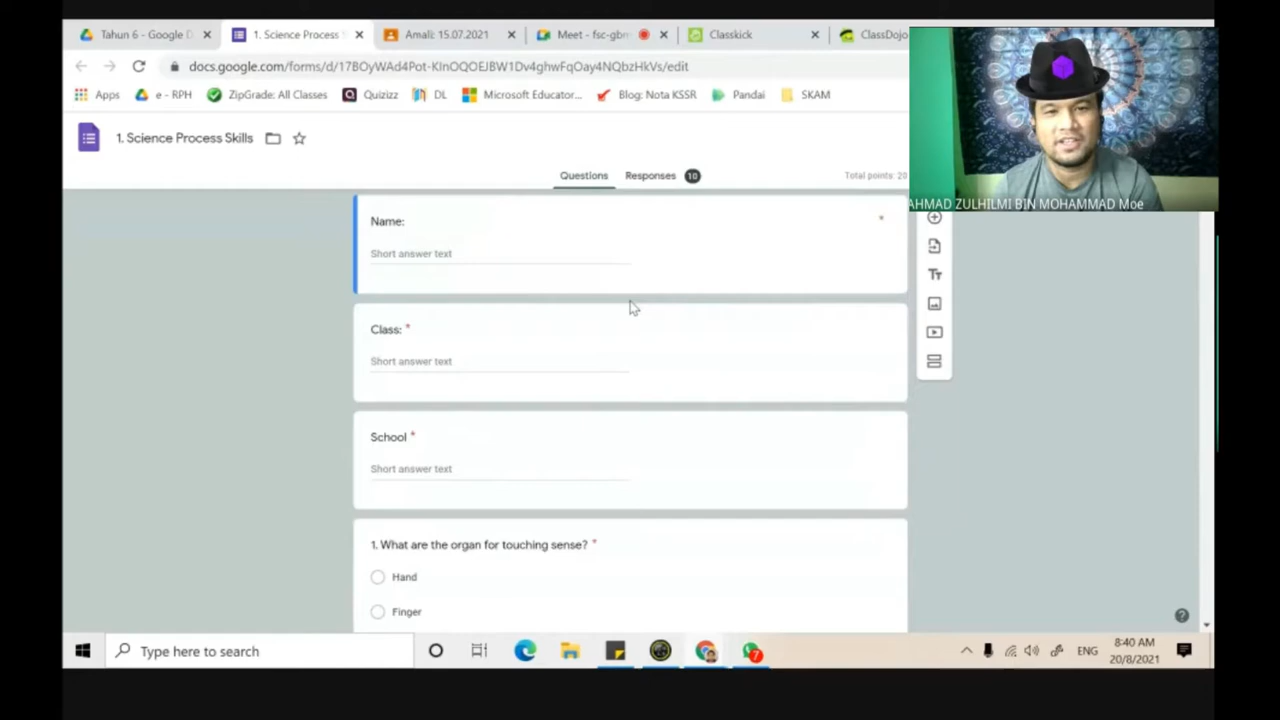 Tahun 6 - Google D
1. Science Process S
Amali: 15.07.2021
Meet - fsc-gbm
Classkick
ClassDojo
docs.google.com/forms/d/17BOyWAd4Pot-KInOQOEJBW1Dv4ghwFqOay4NQbzHkVs/edit
Apps
e - RPH
ZipGrade: All Classes
Quizizz
DL
Microsoft Educator...
Blog: Nota KSSR
Pandai
SKAM
1. Science Process Skills
Questions
Responses 10
Total points: 20
AHMAD ZULHILMI BIN MOHAMMAD Moe
Name: *
Short answer text
Class: *
Short answer text
School *
Short answer text
1. What are the organ for touching sense? *
Hand
Finger
Type here to search
7
ENG
8:40 AM
20/8/2021